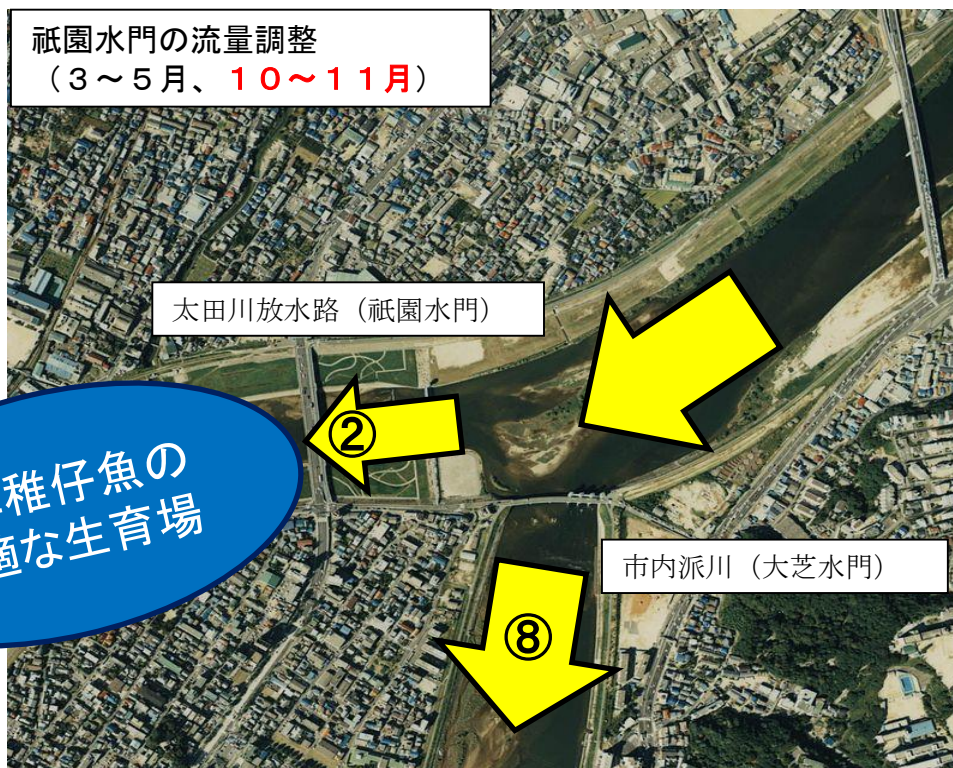 祇園水門の流量調整
（３～５月、１０～１１月）
太田川放水路（祇園水門）
②
稚仔魚の
適な生育場
市内派川（大芝水門）
⑧